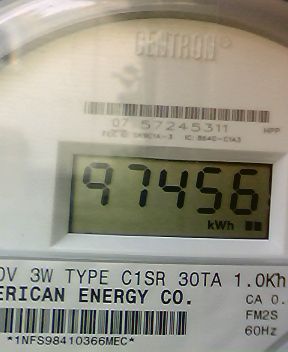 CENTRON®
07 57245311
HPP
97456
kWh
0V 3W TYPE C1SR 30TA 1.0Kh
ERICAN ENERGY CO.
CA 0.
FM2S
60Hz
*1NFS98410366MEC*